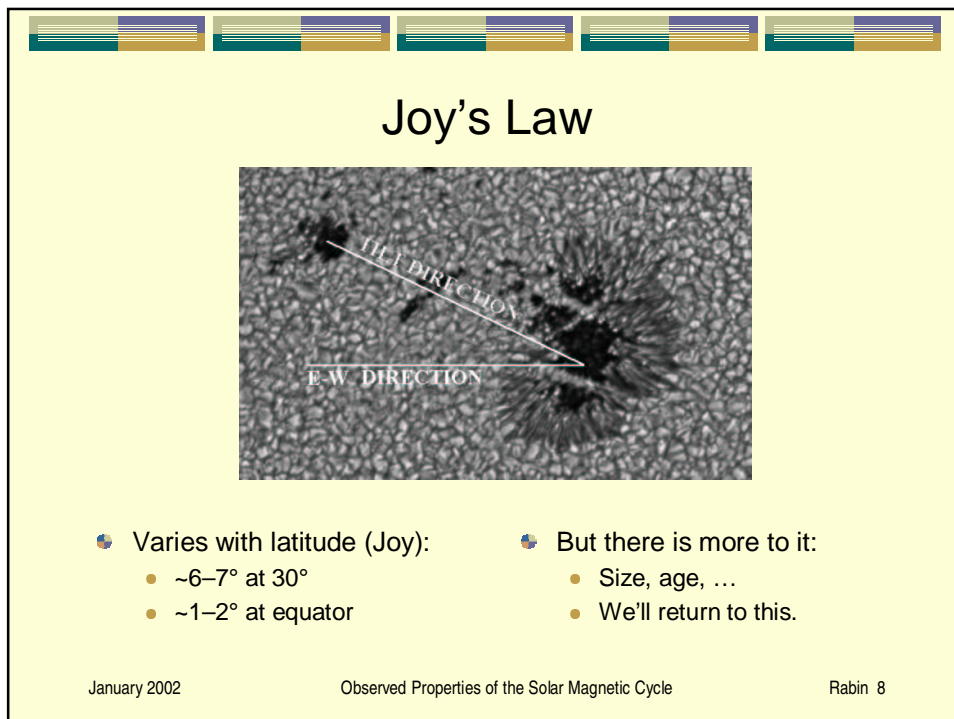 Joy’s Law
TILT DIRECTION
E-W DIRECTION
Varies with latitude (Joy):
~6–7° at 30°
~1–2° at equator
But there is more to it:
Size, age, …
We’ll return to this.
January 2002
Observed Properties of the Solar Magnetic Cycle
Rabin 8